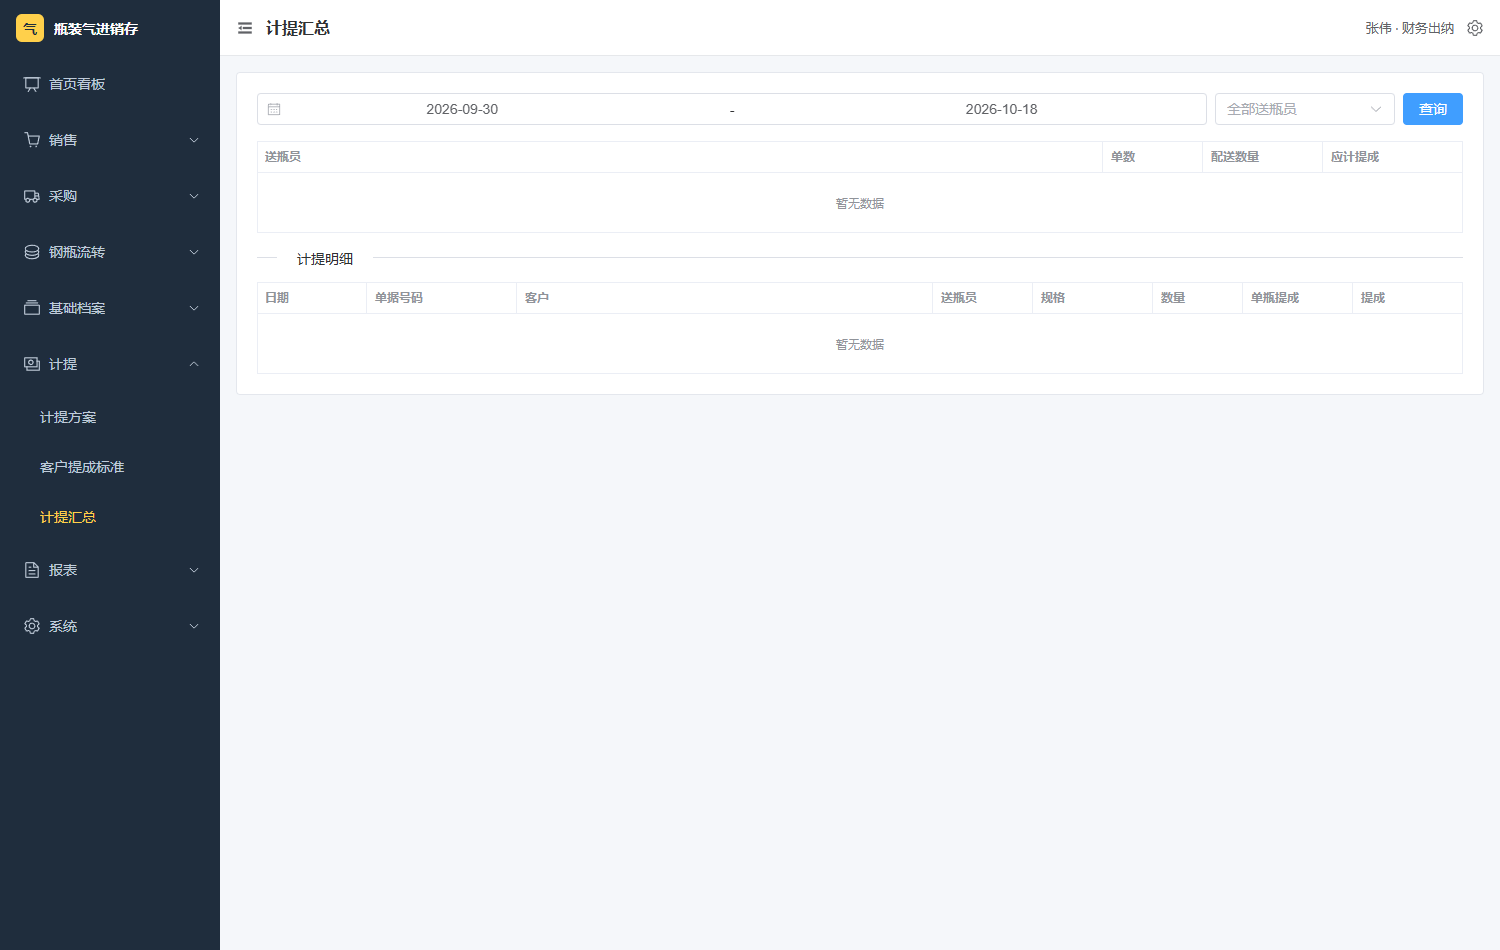 气 瓶装气进销存
计提汇总
张伟 · 财务出纳
首页看板
销售
采购
钢瓶流转
基础档案
计提
计提方案
客户提成标准
计提汇总
报表
系统
2026-09-30 - 2026-10-18 全部送瓶员 查询
送瓶员 单数 配送数量 应计提成
暂无数据
计提明细
日期 单据号码 客户 送瓶员 规格 数量 单瓶提成 提成
暂无数据